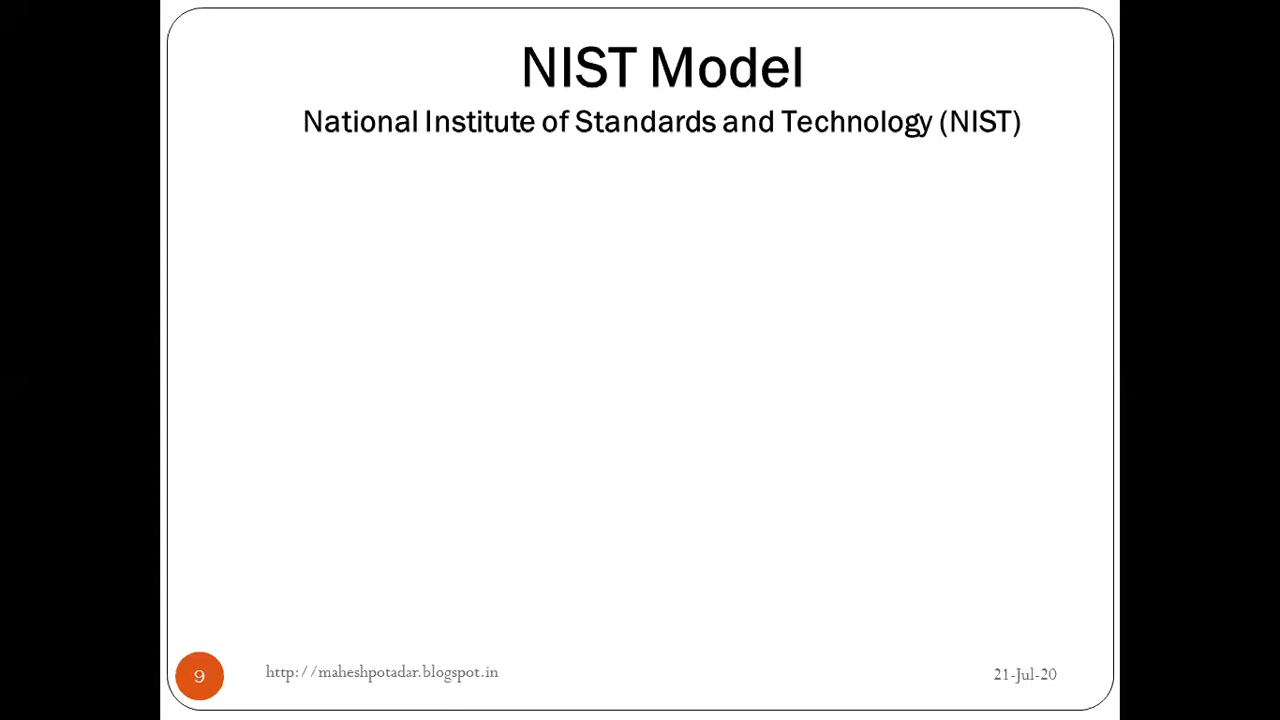 NIST Model
National Institute of Standards and Technology (NIST)
9
http://maheshpotadar.blogspot.in
21-Jul-20